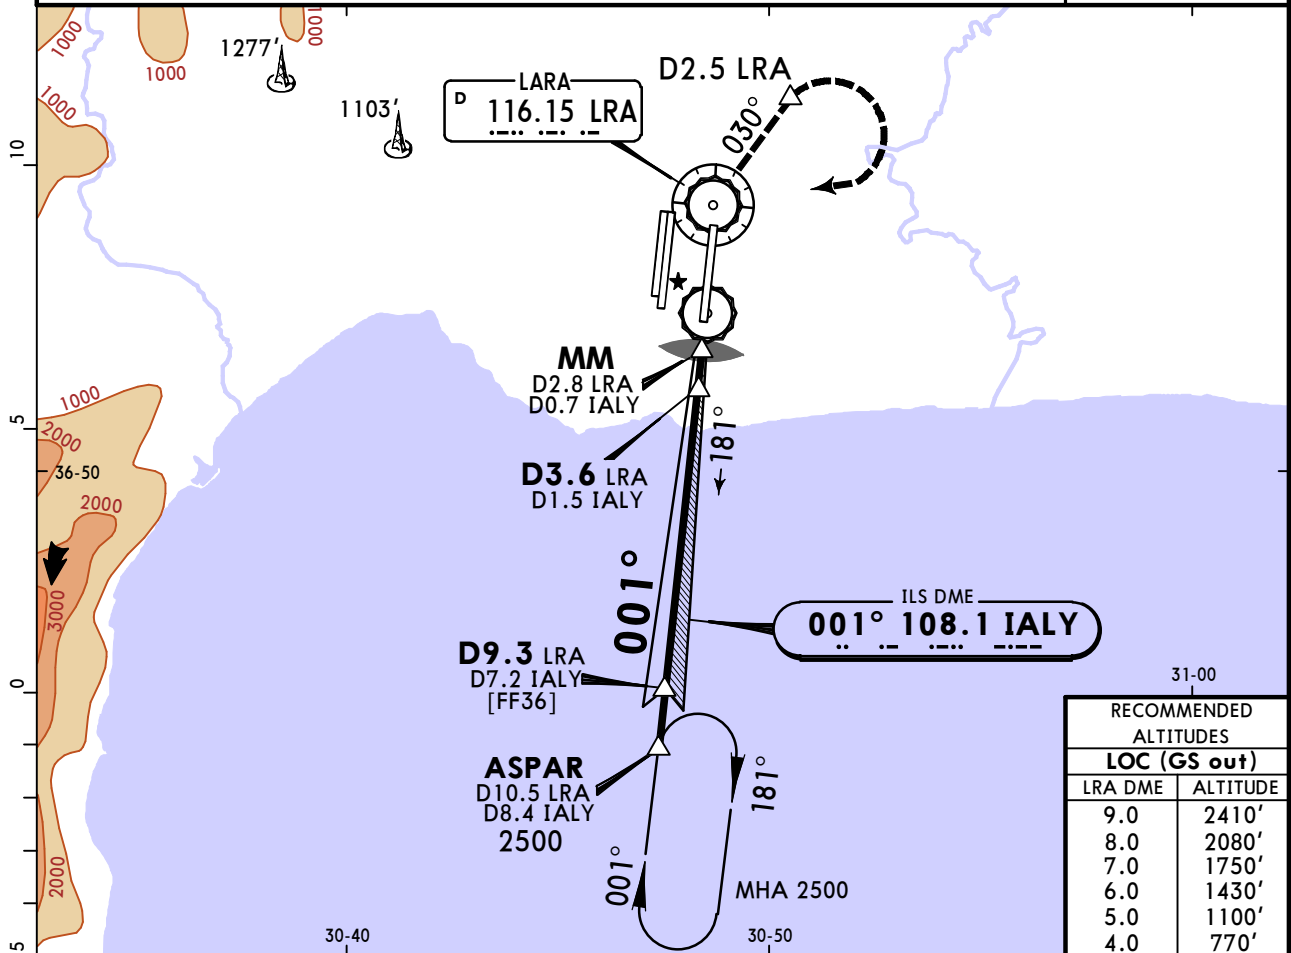 1000
1000
1000
1277'
1103'
1000
LARA
D
116.15 LRA
D2.5 LRA
030°
10
MM
D2.8 LRA
D0.7 IALY
1000
5
2000
36-50
181°
D3.6 LRA
D1.5 IALY
2000
3000
001°
ILS DME
001° 108.1 IALY
D9.3 LRA
D7.2 IALY
[FF36]
0
31-00
ASPAR
D10.5 LRA
D8.4 IALY
2500
181°
001°
MHA 2500
2000
5
30-40
30-50
RECOMMENDED
ALTITUDES
LOC (GS out)
LRA DME ALTITUDE
9.0 2410'
8.0 2080'
7.0 1750'
6.0 1430'
5.0 1100'
4.0 770'